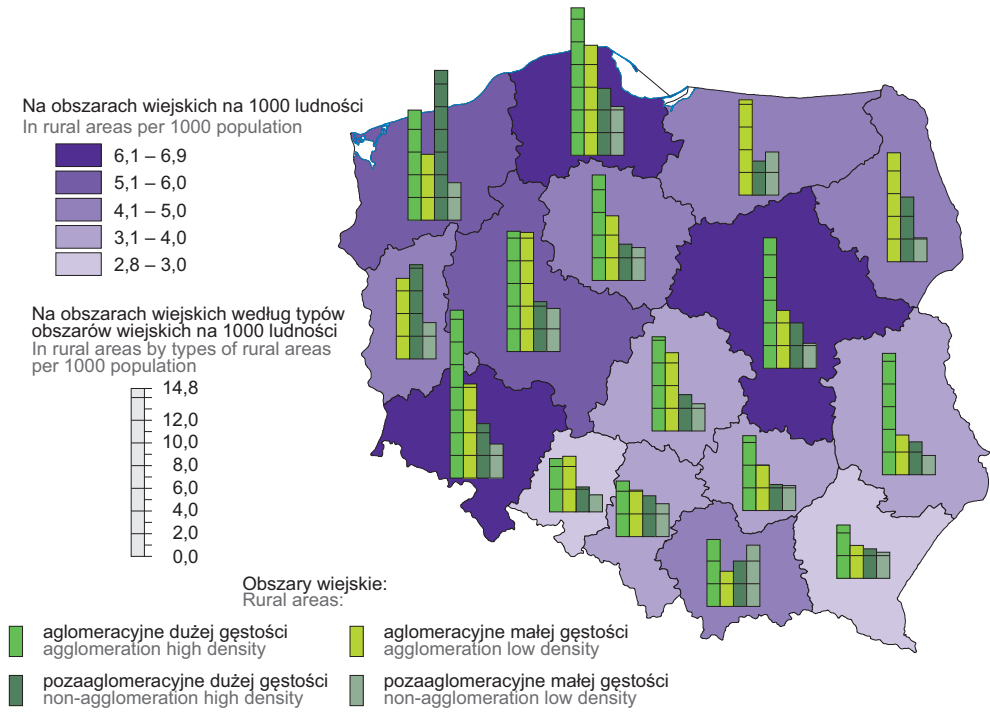 Na obszarach wiejskich na 1000 ludności
In rural areas per 1000 population
6,1 – 6,9
5,1 – 6,0
4,1 – 5,0
3,1 – 4,0
2,8 – 3,0
Na obszarach wiejskich według typów
obszarów wiejskich na 1000 ludności
In rural areas by types of rural areas
per 1000 population
14,8
12,0
10,0
8,0
6,0
4,0
2,0
0,0
Obszary wiejskie:
Rural areas:
aglomeracyjne dużej gęstości
agglomeration high density
aglomeracyjne małej gęstości
agglomeration low density
pozaaglomeracyjne dużej gęstości
non-agglomeration high density
pozaaglomeracyjne małej gęstości
non-agglomeration low density